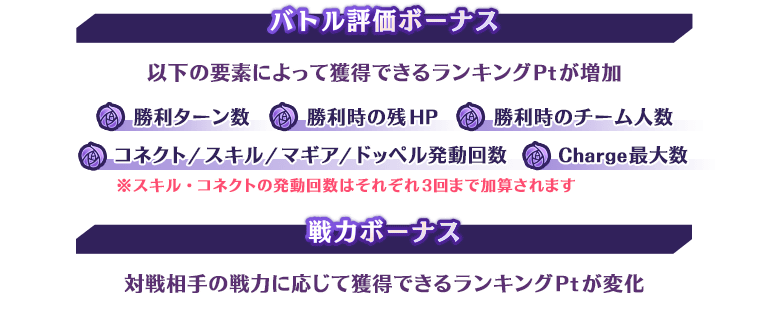 バトル評価ボーナス
以下の要素によって獲得できるランキングPtが増加
勝利ターン数 勝利時の残HP 勝利時のチーム人数
コネクト/スキル/マギア/ドッペル発動回数 Charge最大数
※スキル・コネクトの発動回数はそれぞれ3回まで加算されます
戦力ボーナス
対戦相手の戦力に応じて獲得できるランキングPtが変化